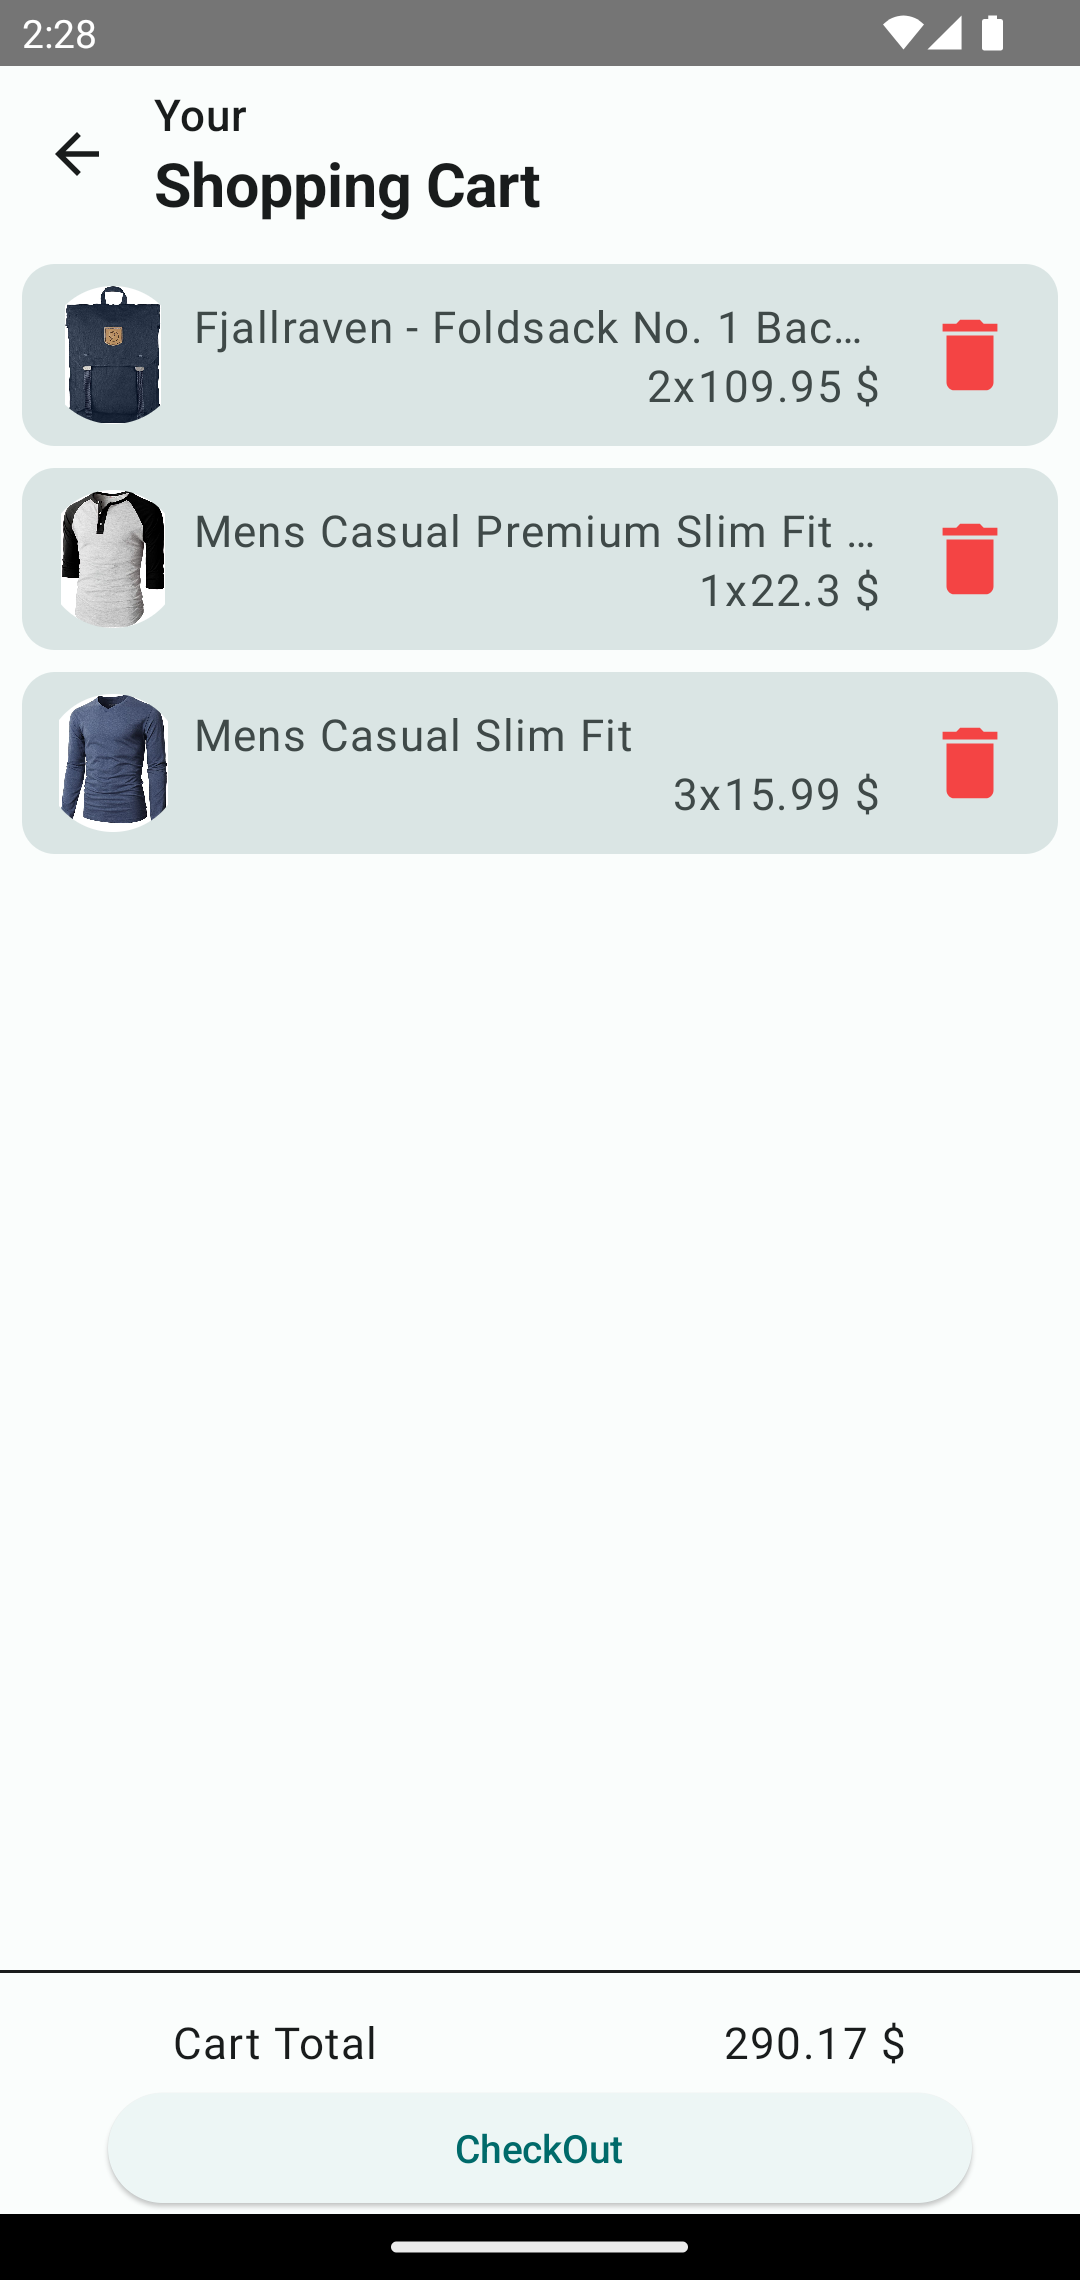 2:28
Your
Shopping Cart
Fjallraven - Foldsack No. 1 Bac...
2x109.95 $
Mens Casual Premium Slim Fit ...
1x22.3 $
Mens Casual Slim Fit
3x15.99 $
Cart Total 290.17 $
CheckOut